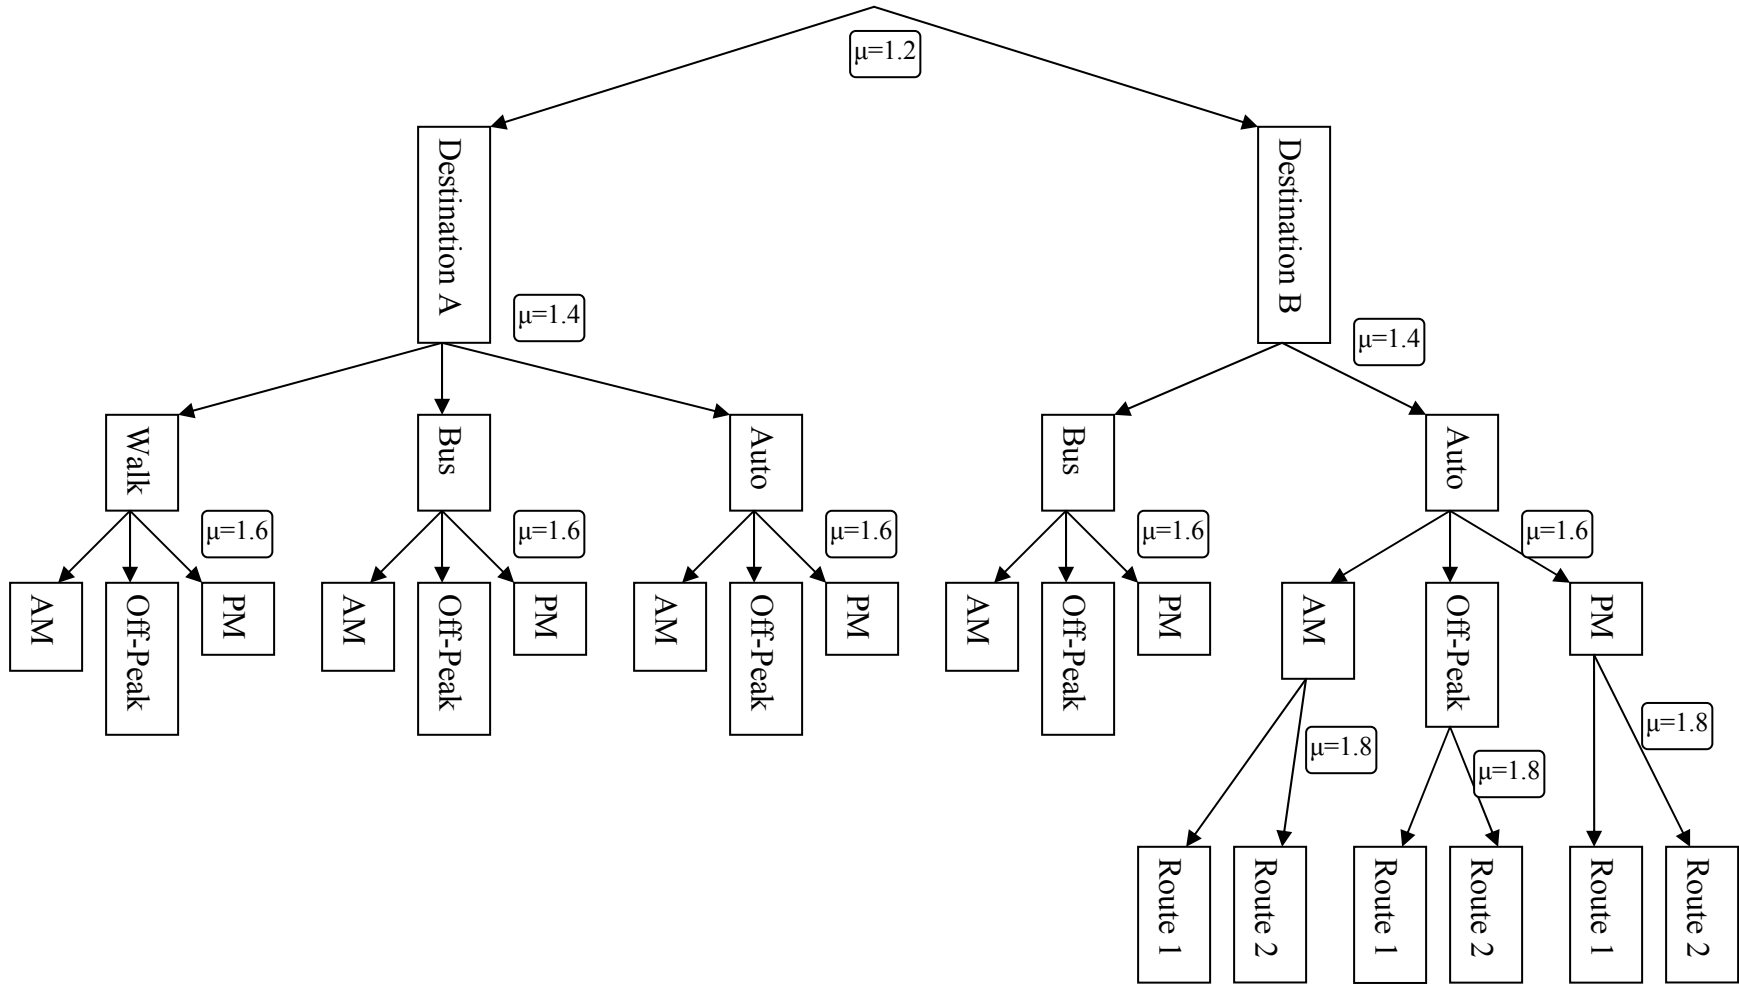 μ=1.2
Destination A
Destination B
μ=1.4
μ=1.4
Walk
Bus
Auto
Bus
Auto
μ=1.6
μ=1.6
μ=1.6
μ=1.6
μ=1.6
AM
Off-Peak
PM
AM
Off-Peak
PM
AM
Off-Peak
PM
AM
Off-Peak
PM
AM
Off-Peak
PM
μ=1.8
μ=1.8
μ=1.8
Route 1
Route 2
Route 1
Route 2
Route 1
Route 2